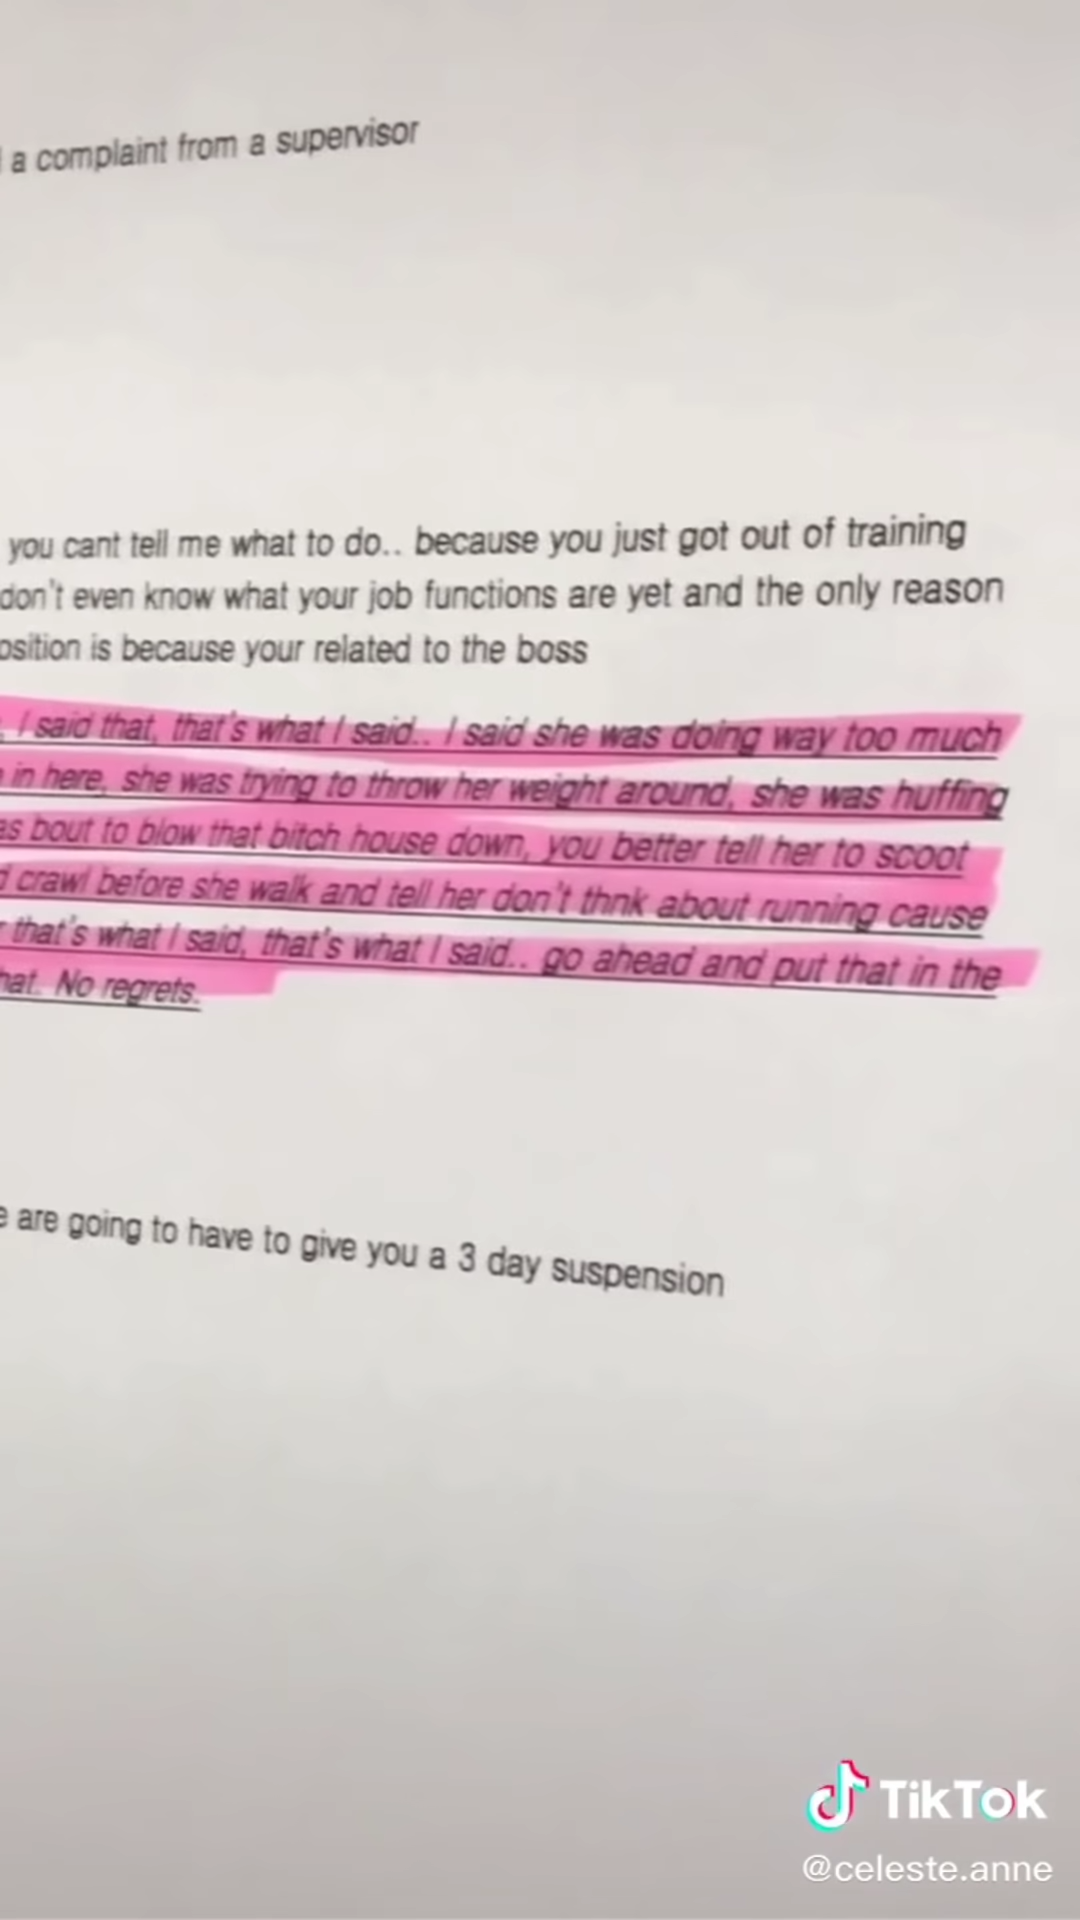 a complaint from a supervisor
you cant tell me what to do.. because you just got out of training
don't even know what your job functions are yet and the only reason
osition is because your related to the boss
I said that, that's what I said.. I said she was doing way too much
in here, she was trying to throw her weight around, she was huffing
as bout to blow that bitch house down, you better tell her to scoot
crawl before she walk and tell her don't thnk about running cause
that's what I said, that's what I said.. go ahead and put that in the
hat. No regrets.
e are going to have to give you a 3 day suspension
TikTok
@celeste.anne